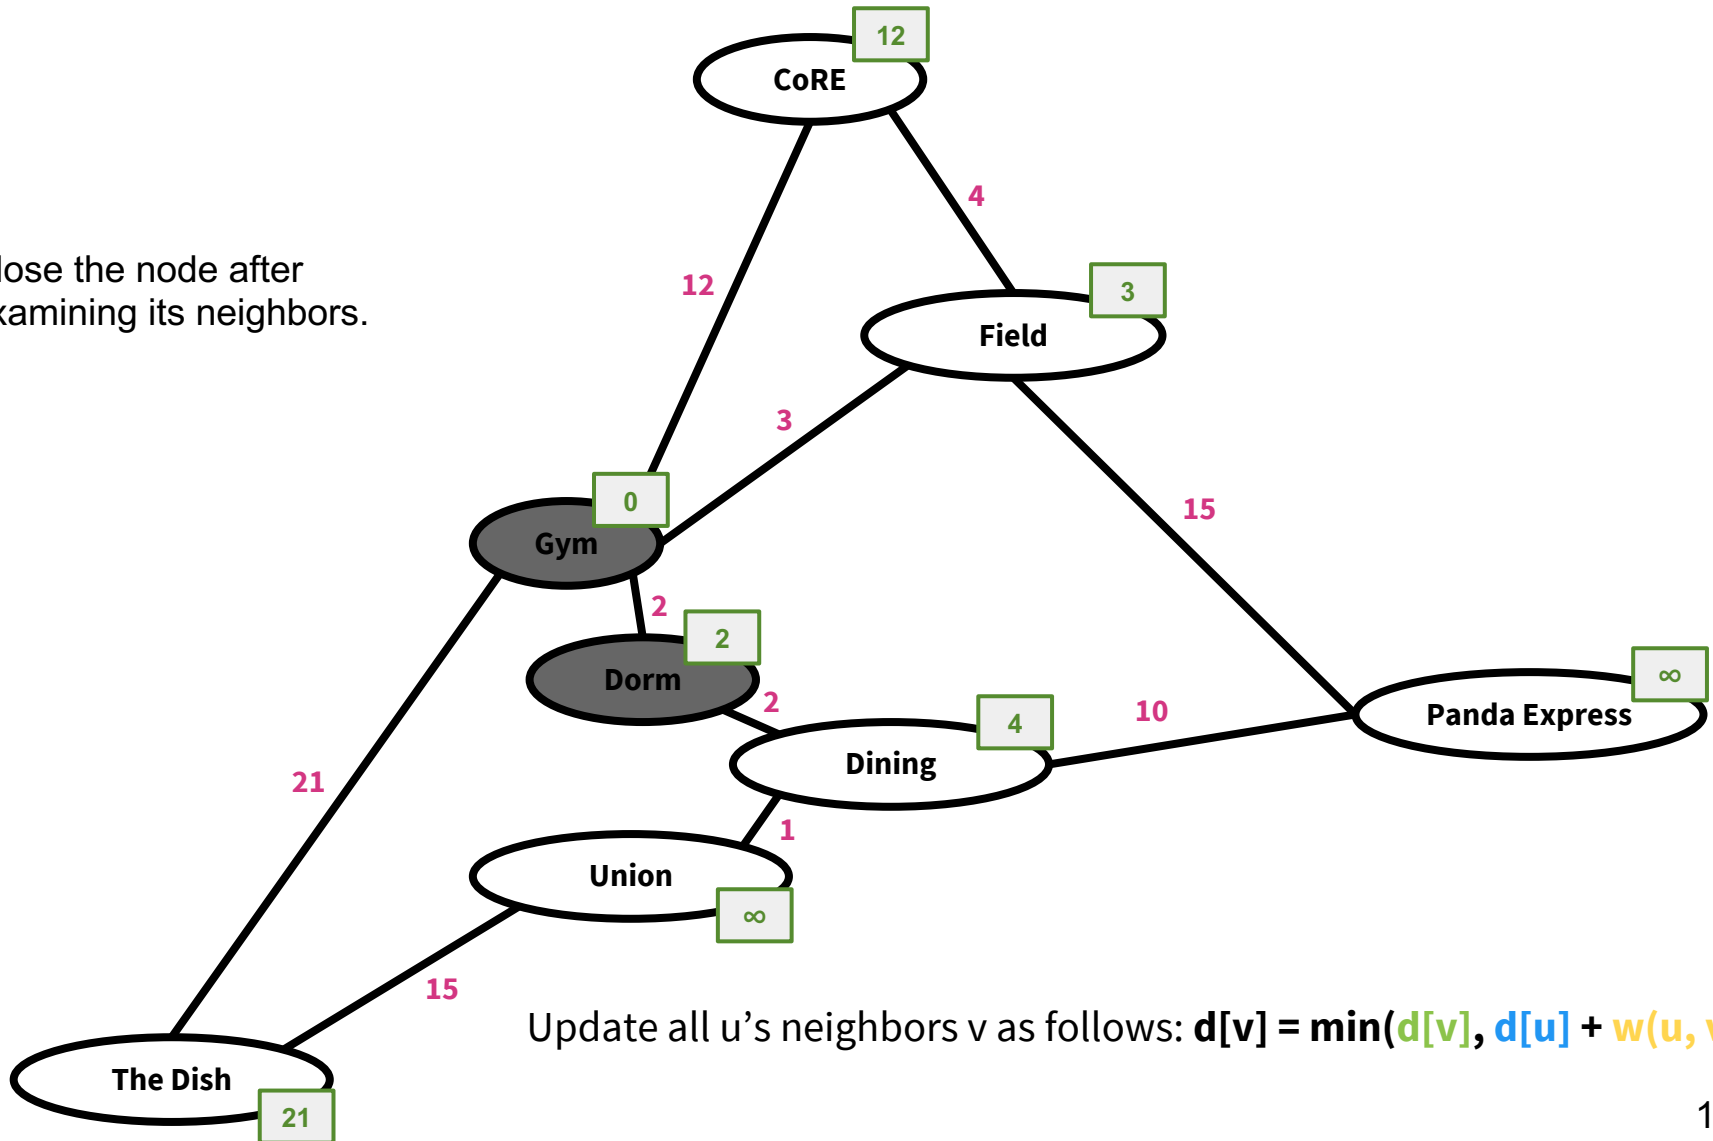 12
CoRE
4
lose the node after
xamining its neighbors.
12
3
Field
3
15
0
Gym
2
2
Dorm
∞
2
4
10
Panda Express
Dining
21
1
Union
∞
15
Update all u's neighbors v as follows: d[v] = min(d[v], d[u] + w(u, v
The Dish
21
1